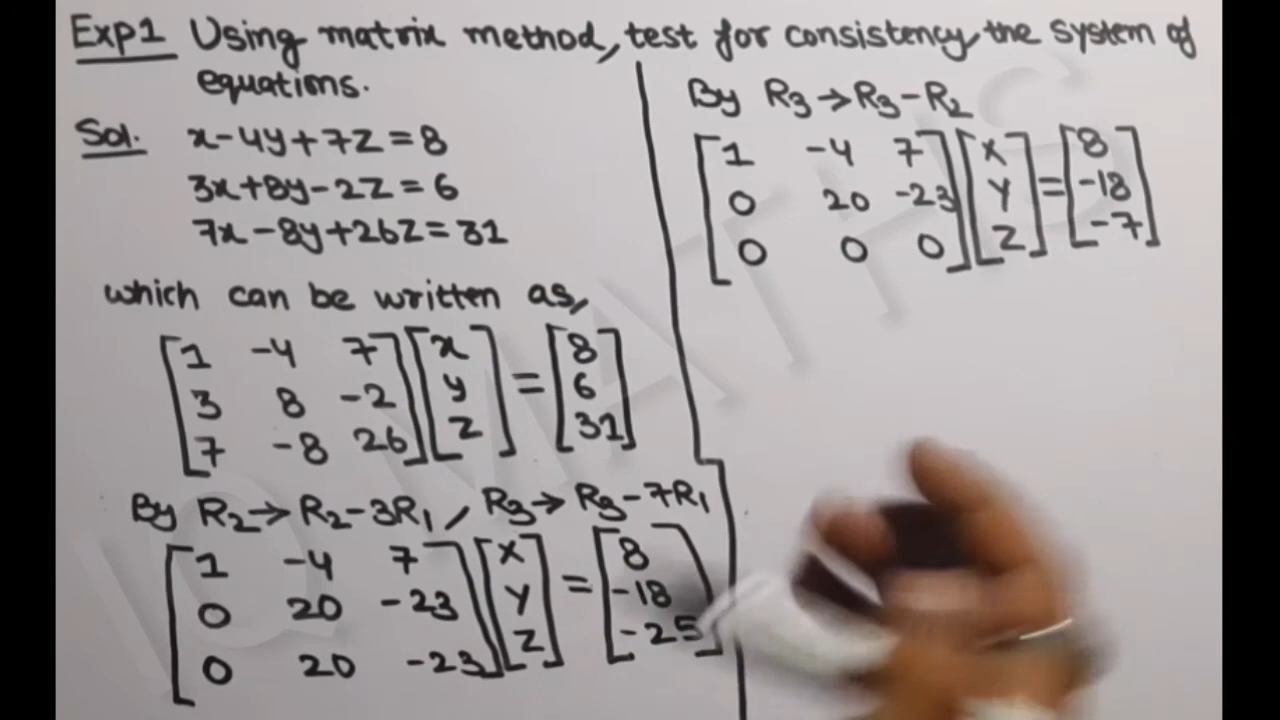 Exp1 Using matrix method, test for consistency, the system of
equations.
Sol. x-4y+7z=8
3x+8y-2z=6
7x-8y+26z=31
which can be written as,
[1 -4 7] [x] = [8]
[3 8 -2] [y] [6]
[7 -8 26] [z] [31]
By R2→R2-3R1, R3→R3-7R1
[1 -4 7] [x] = [8]
[0 20 -23] [y] [-18]
[0 20 -23] [z] [-25]
By R3→R3-R2
[1 -4 7] [x] = [8]
[0 20 -23] [y] [-18]
[0 0 0] [z] [-7]
IQ MATHS